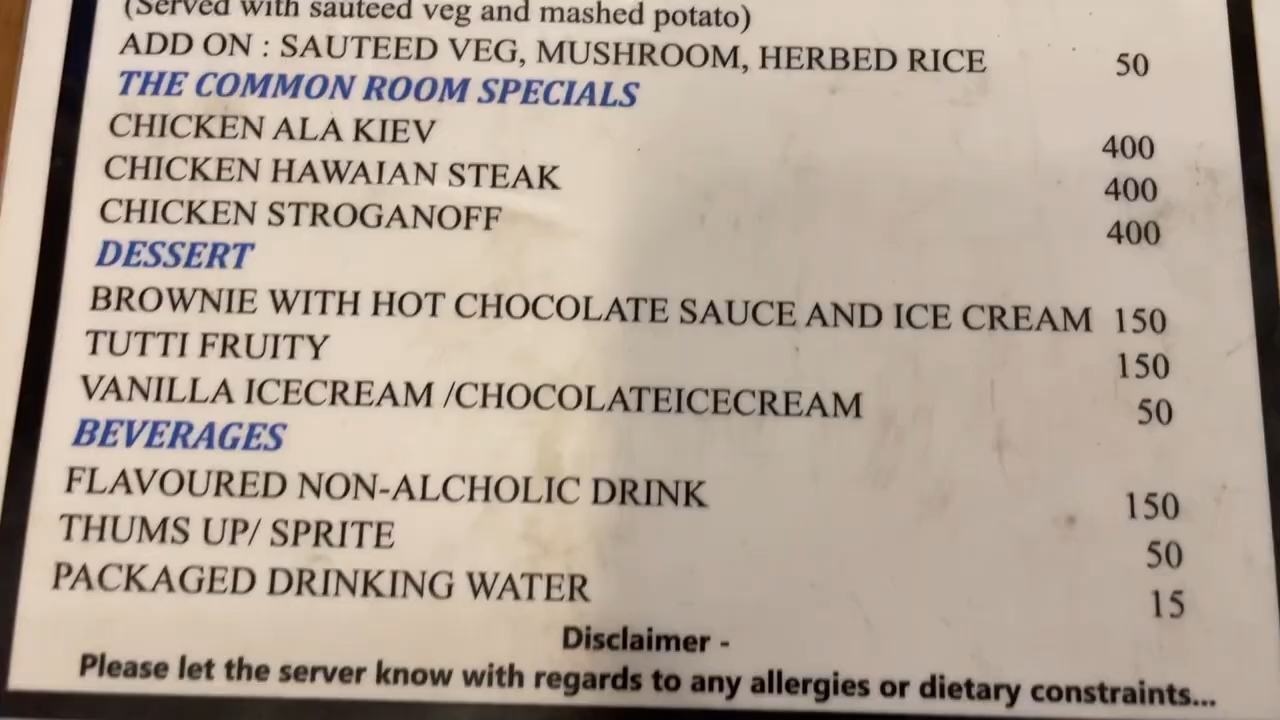 (Served with sauteed veg and mashed potato)
ADD ON : SAUTEED VEG, MUSHROOM, HERBED RICE 50
THE COMMON ROOM SPECIALS
CHICKEN ALA KIEV 400
CHICKEN HAWAIAN STEAK 400
CHICKEN STROGANOFF 400
DESSERT
BROWNIE WITH HOT CHOCOLATE SAUCE AND ICE CREAM 150
TUTTI FRUITY 150
VANILLA ICECREAM /CHOCOLATEICECREAM 50
BEVERAGES
FLAVOURED NON-ALCHOLIC DRINK 150
THUMS UP/ SPRITE 50
PACKAGED DRINKING WATER 15
Disclaimer -
Please let the server know with regards to any allergies or dietary constraints...